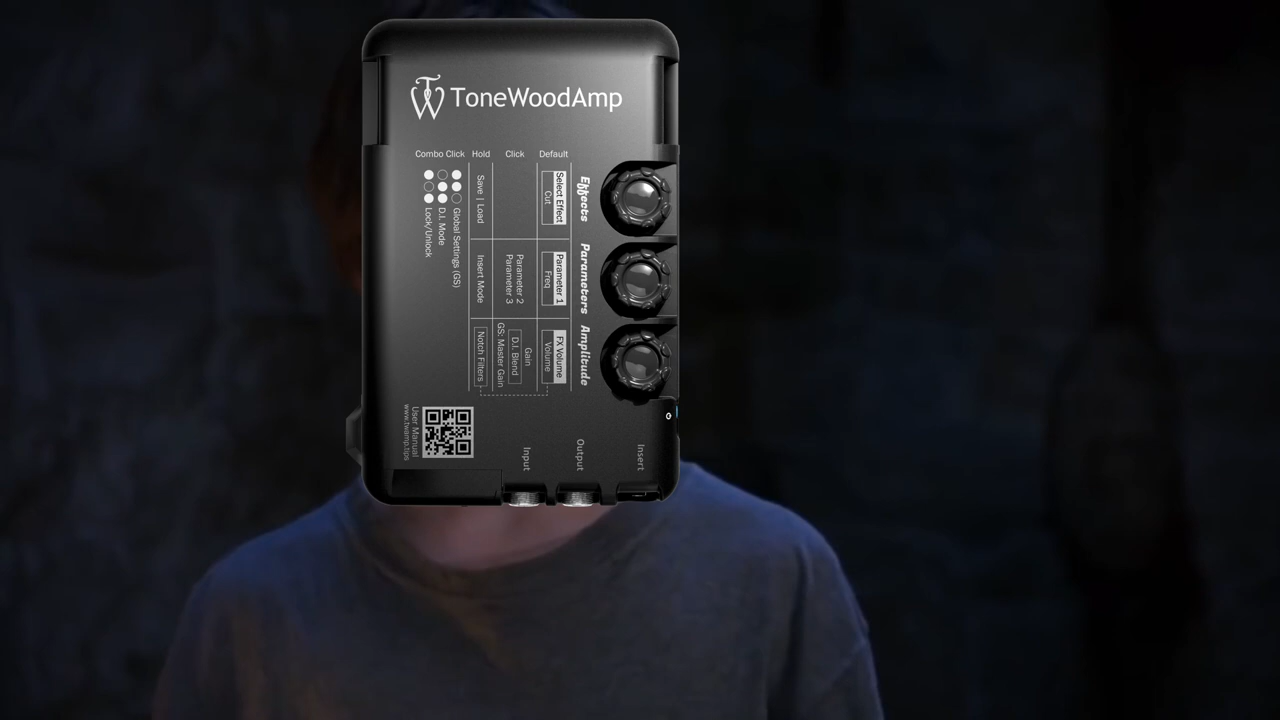 TW ToneWoodAmp
Combo Click
Hold
Click
Default
Effects
Select Effect
Cut
Save | Load
Global Settings (GS)
D.I. Mode
Lock/Unlock
Parameters
Parameter 1
Freq
Parameter 2
Parameter 3
Insert Mode
Amplitude
FX Volume
Volume
Gain
D.I. Blend
GS: Master Gain
Notch Filters
User Manual
www.twamp.tips
Input
Output
Insert